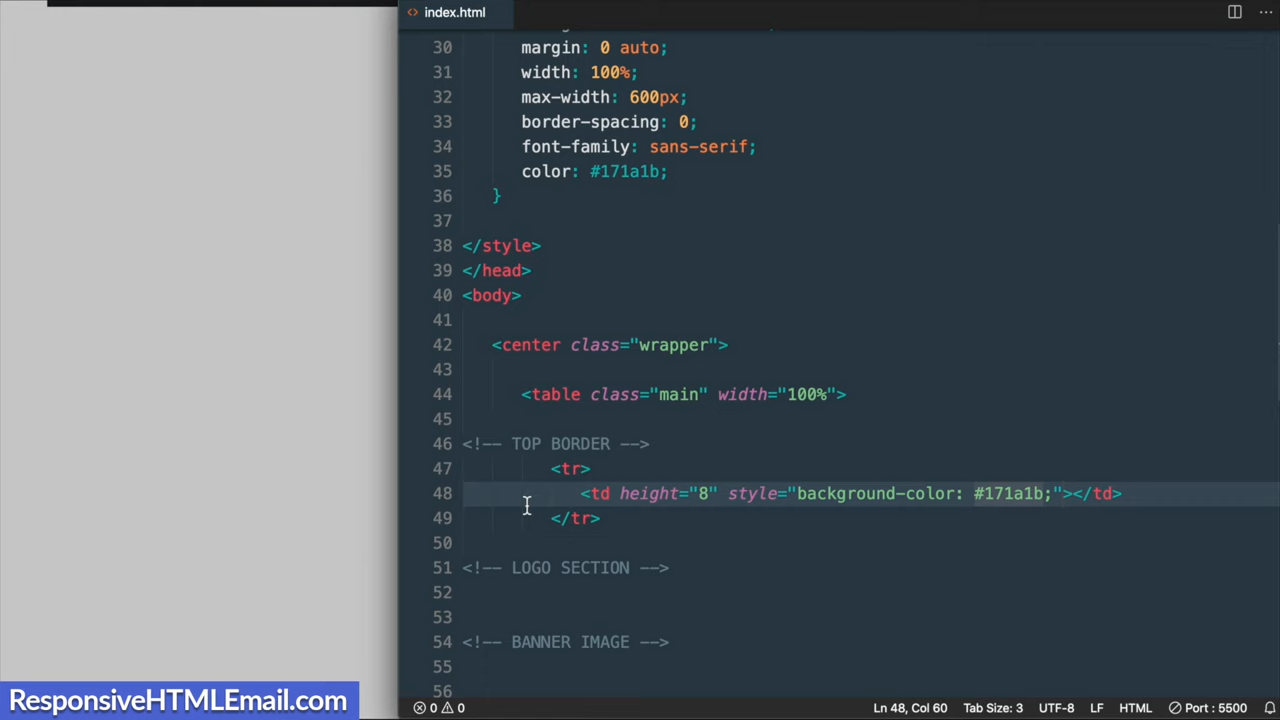 <> index.html
30 margin: 0 auto;
31 width: 100%;
32 max-width: 600px;
33 border-spacing: 0;
34 font-family: sans-serif;
35 color: #171a1b;
36 }
37
38 </style>
39 </head>
40 <body>
41
42 <center class="wrapper">
43
44 <table class="main" width="100%">
45
46 <!-- TOP BORDER -->
47 <tr>
48 <td height="8" style="background-color: #171a1b;"></td>
49 </tr>
50
51 <!-- LOGO SECTION -->
52
53
54 <!-- BANNER IMAGE -->
55
56
ResponsiveHTMLEmail.com
0 0 Ln 48, Col 60 Tab Size: 3 UTF-8 LF HTML Port : 5500